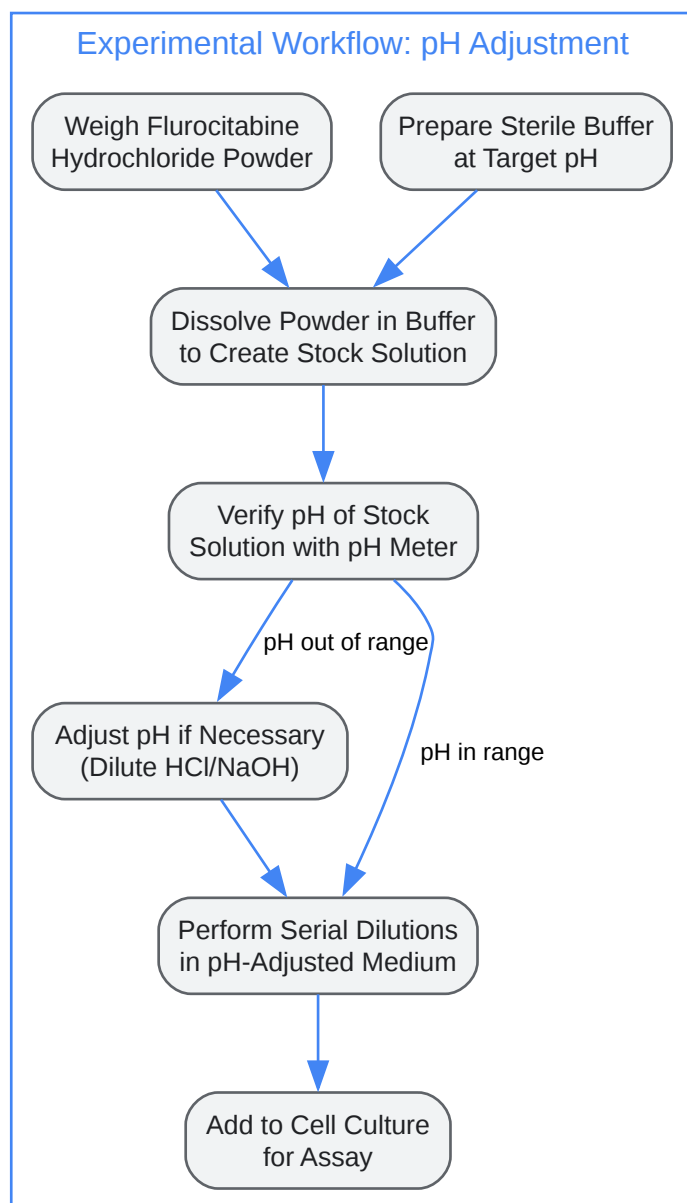 Experimental Workflow: pH Adjustment
Weigh Flurocitabine
Hydrochloride Powder
Prepare Sterile Buffer
at Target pH
Dissolve Powder in Buffer
to Create Stock Solution
Verify pH of Stock
Solution with pH Meter
pH out of range
Adjust pH if Necessary
(Dilute HCl/NaOH)
pH in range
Perform Serial Dilutions
in pH-Adjusted Medium
Add to Cell Culture
for Assay